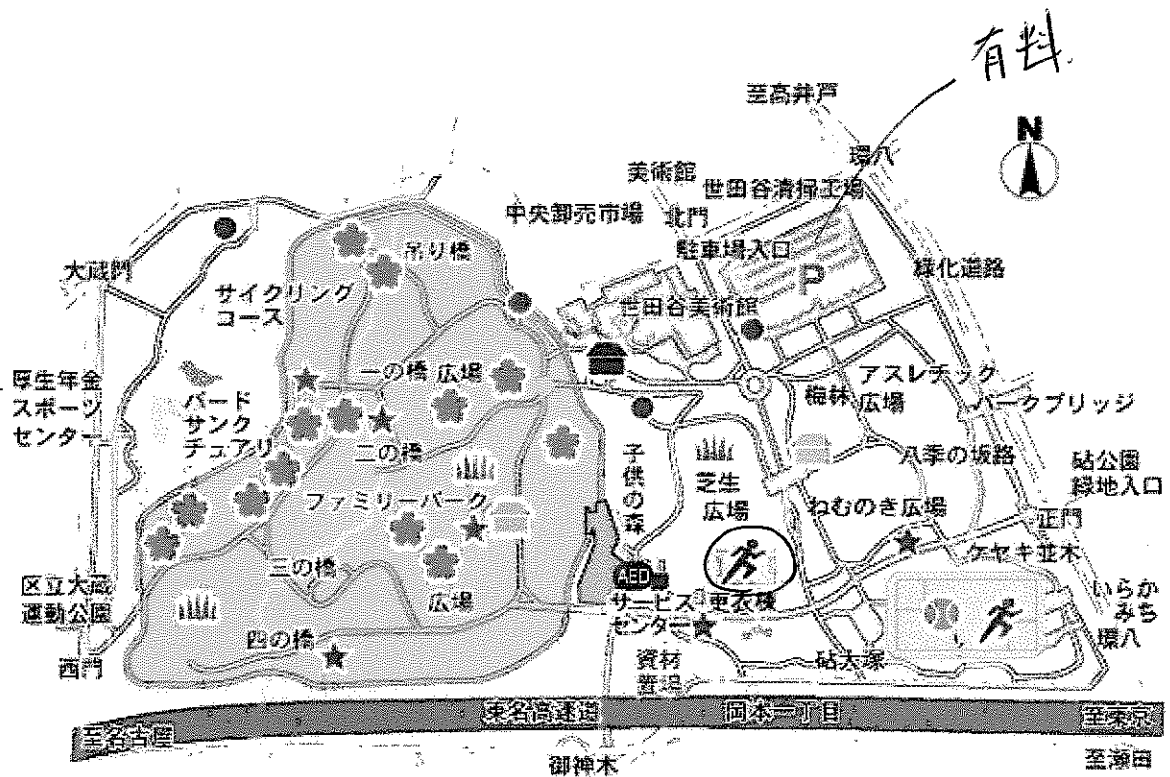 有料.
至高井戸
N
環八
美術館
世田谷清掃工場
中央卸売市場
北門
駐車場入口
吊り橋
大蔵門
緑化道路
サイクリング
コース
P
世田谷美術館
厚生年金
スポーツ
センター
一の橋
広場
アスレチック
広場
梅林
パークブリッジ
バード
サンク
チュアリ
二の橋
子供の森
芝生
広場
八季の坂路
砧公園
緑地入口
ファミリーパーク
ねむのき広場
正門
ケヤキ並木
三の橋
広場
AED
区立大蔵
運動公園
サービス
センター
更衣棟
いらか
みち
環八
四の橋
西門
資材
置場
砧大塚
東名高速道
岡本一丁目
至東京
至名古屋
御神木
至瀬田